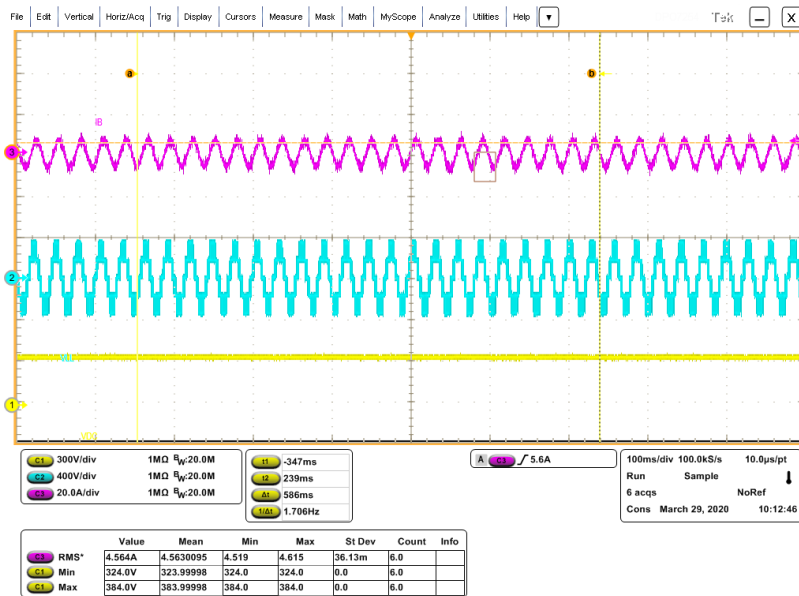 File Edit Vertical Horiz/Acq Trig Display Cursors Measure Mask Math MyScope Analyze Utilities Help Tek X
a b
IB
3
2
1
C1 300V/div 1MΩ BW:20.0M
C2 400V/div 1MΩ BW:20.0M
C3 20.0A/div 1MΩ BW:20.0M
t1 -347ms
t2 239ms
Δt 586ms
1/Δt 1.706Hz
A C3 5.6A
100ms/div 100.0kS/s 10.0µs/pt
Run Sample
6 acqs NoRef
Cons March 29, 2020 10:12:46
Value Mean Min Max St Dev Count Info
C3 RMS* 4.564A 4.5630095 4.519 4.615 36.13m 6.0
C1 Min 324.0V 323.99998 324.0 324.0 0.0 6.0
C1 Max 384.0V 383.99998 384.0 384.0 0.0 6.0